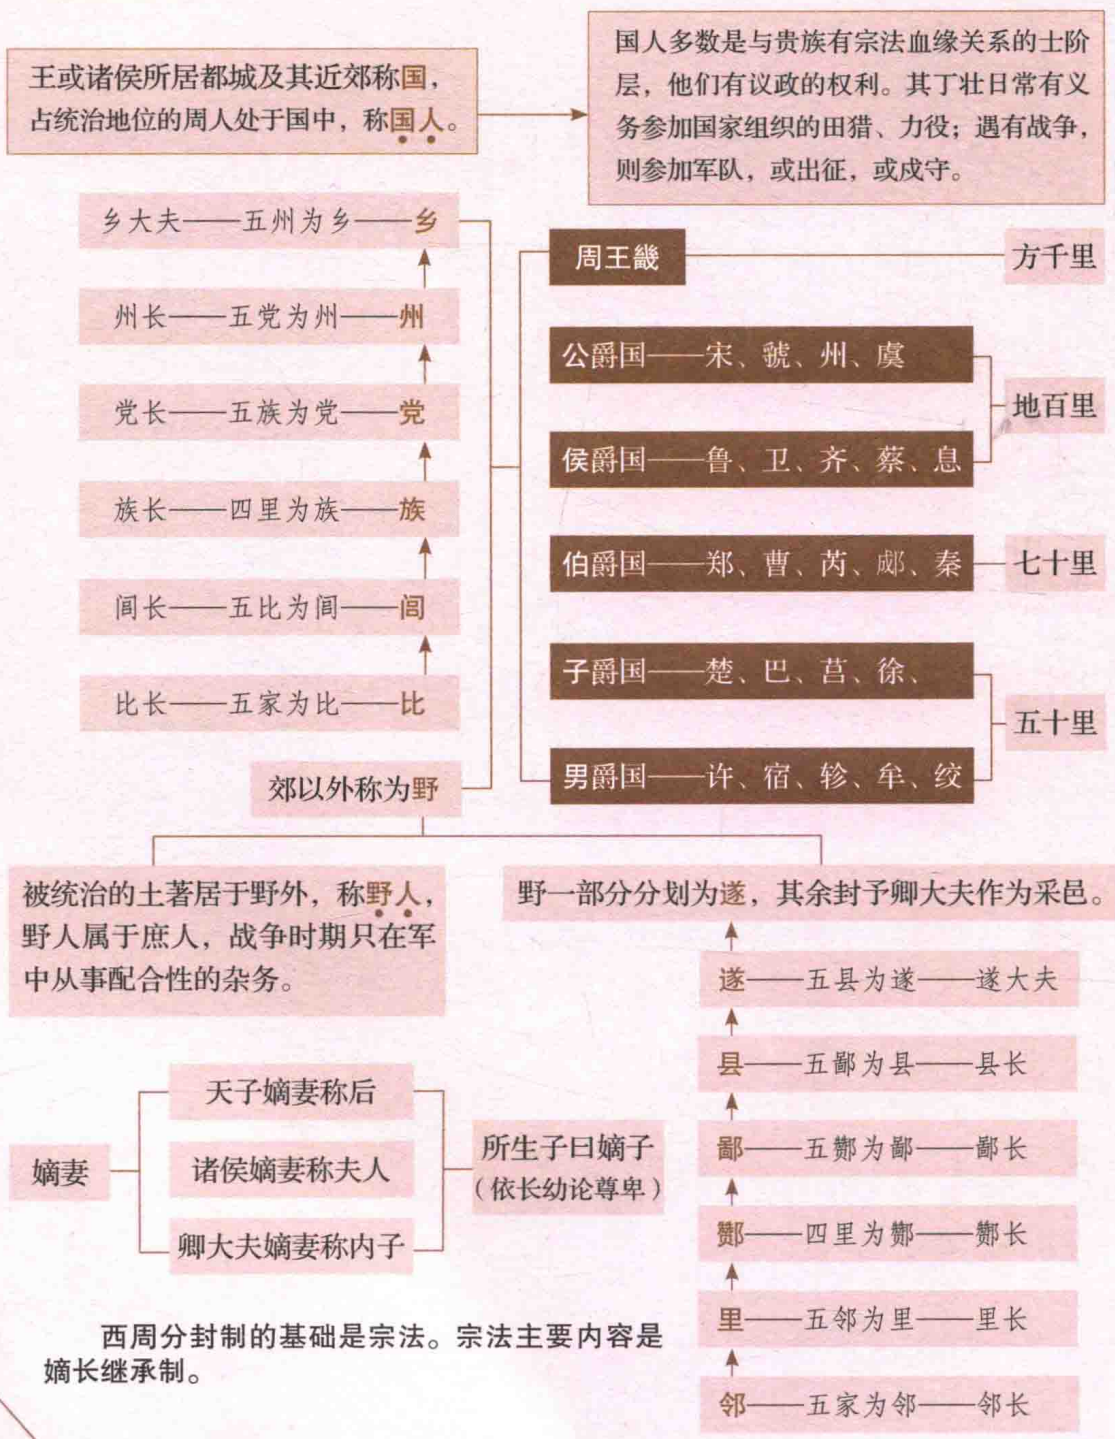 王或诸侯所居都城及其近郊称国，
占统治地位的周人处于国中，称国人。
国人多数是与贵族有宗法血缘关系的士阶
层，他们有议政的权利。其丁壮日常有义
务参加国家组织的田猎、力役；遇有战争，
则参加军队，或出征，或戍守。
乡大夫——五州为乡——乡
州长——五党为州——州
党长——五族为党——党
族长——四里为族——族
闾长——五比为闾——闾
比长——五家为比——比
周王畿
方千里
公爵国——宋、虢、州、虞
侯爵国——鲁、卫、齐、蔡、息
地百里
伯爵国——郑、曹、芮、郕、秦
七十里
子爵国——楚、巴、莒、徐、
男爵国——许、宿、轸、牟、绞
五十里
郊以外称为野
被统治的土著居于野外，称野人，
野人属于庶人，战争时期只在军
中从事配合性的杂务。
野一部分分划为遂，其余封予卿大夫作为采邑。
遂——五县为遂——遂大夫
县——五鄙为县——县长
鄙——五酂为鄙——鄙长
酂——四里为酂——酂长
里——五邻为里——里长
邻——五家为邻——邻长
嫡妻
天子嫡妻称后
诸侯嫡妻称夫人
卿大夫嫡妻称内子
所生子曰嫡子
（依长幼论尊卑）
西周分封制的基础是宗法。宗法主要内容是
嫡长继承制。